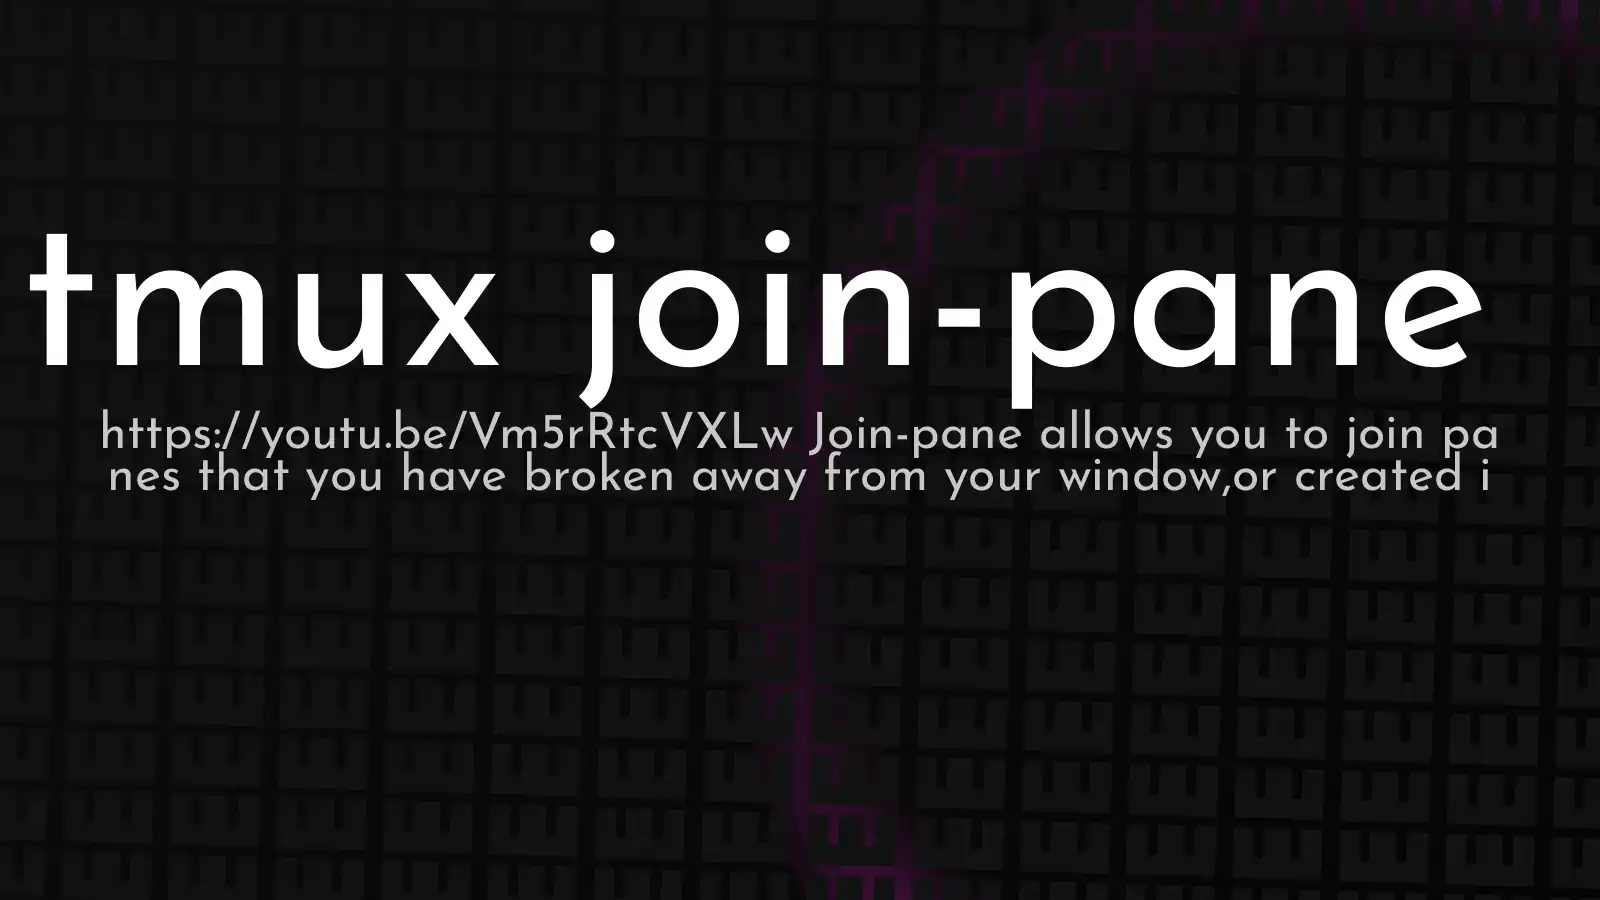 tmux join-pane
https://youtu.be/Vm5rRtcVXLw Join-pane allows you to join pa
nes that you have broken away from your window,or created i